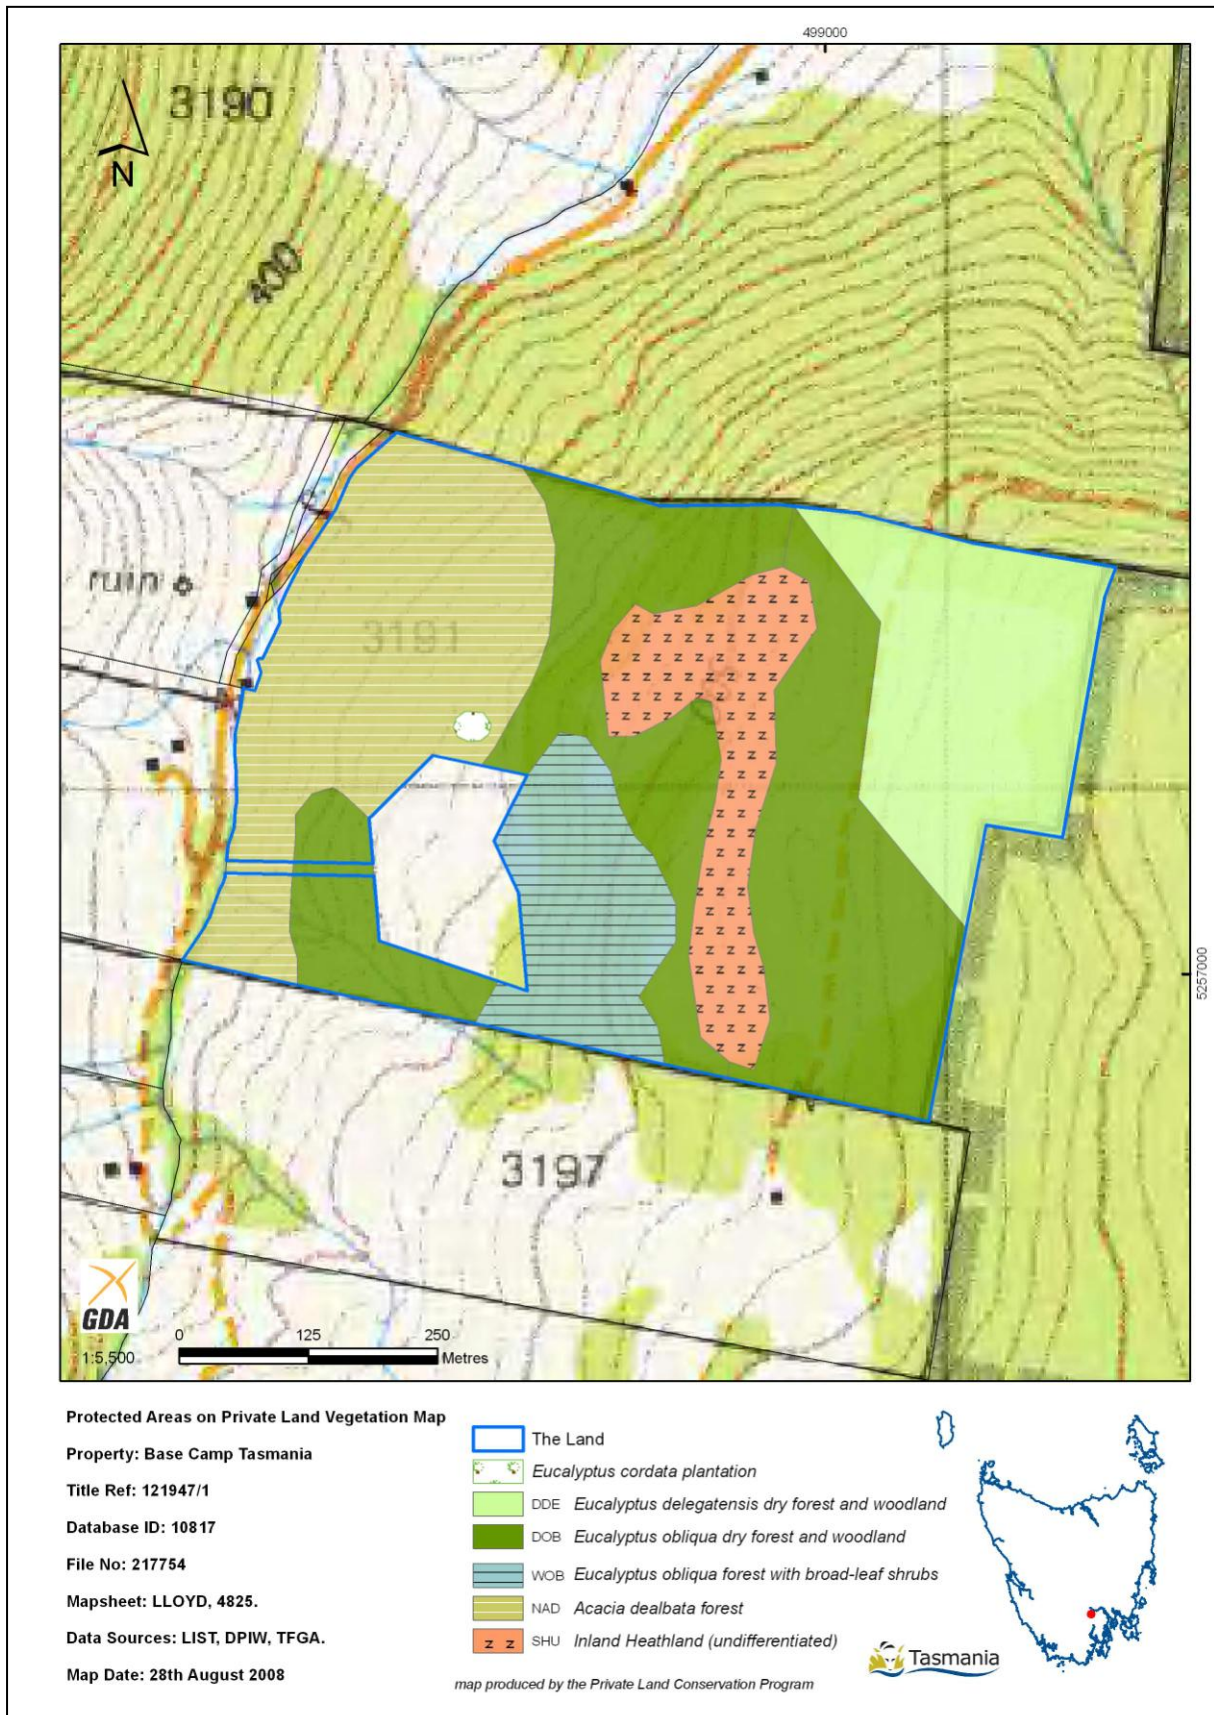 499000
3190
N
400
ruin
3191
5257000
3197
GDA
0 125 250
1:5,500 Metres
Protected Areas on Private Land Vegetation Map
Property: Base Camp Tasmania
Title Ref: 121947/1
Database ID: 10817
File No: 217754
Mapsheet: LLOYD, 4825.
Data Sources: LIST, DPIW, TFGA.
Map Date: 28th August 2008
The Land
Eucalyptus cordata plantation
DDE Eucalyptus delegatensis dry forest and woodland
DOB Eucalyptus obliqua dry forest and woodland
WOB Eucalyptus obliqua forest with broad-leaf shrubs
NAD Acacia dealbata forest
z z SHU Inland Heathland (undifferentiated)
Tasmania
map produced by the Private Land Conservation Program